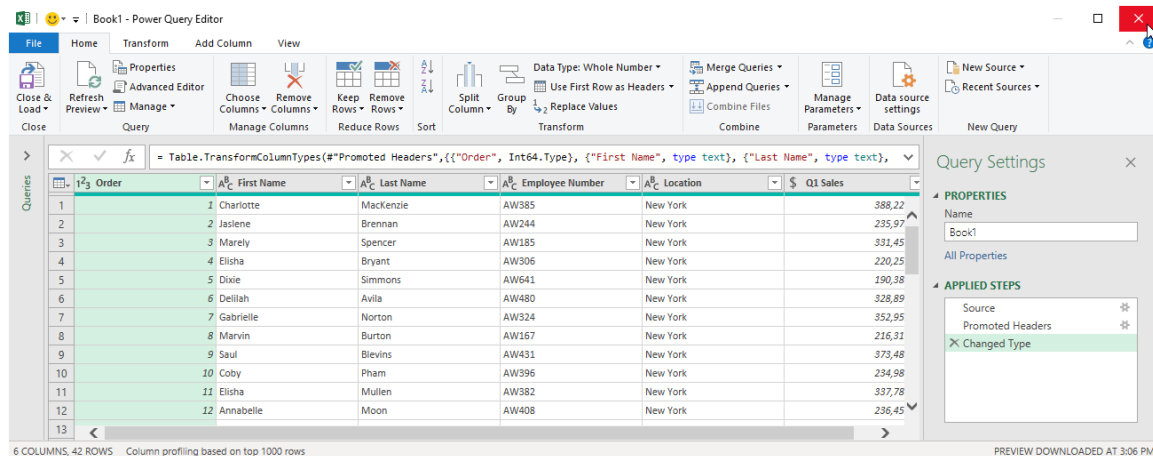 Book1 - Power Query Editor
File Home Transform Add Column View
Close & Load
Refresh Preview
Properties
Advanced Editor
Manage
Choose Columns
Remove Columns
Keep Rows
Remove Rows
Split Column
Group By
Data Type: Whole Number
Use First Row as Headers
Replace Values
Merge Queries
Append Queries
Combine Files
Manage Parameters
Data source settings
New Source
Recent Sources
Close Query Manage Columns Reduce Rows Sort Transform Combine Parameters Data Sources New Query
fx = Table.TransformColumnTypes(#"Promoted Headers",{{"Order", Int64.Type}, {"First Name", type text}, {"Last Name", type text},
Queries
123 Order ABC First Name ABC Last Name ABC Employee Number ABC Location $ Q1 Sales
1 1 Charlotte MacKenzie AW385 New York 388,22
2 2 Jaslene Brennan AW244 New York 235,97
3 3 Marely Spencer AW185 New York 331,45
4 4 Elisha Bryant AW306 New York 220,25
5 5 Dixie Simmons AW641 New York 190,38
6 6 Delilah Avila AW480 New York 328,89
7 7 Gabrielle Norton AW324 New York 352,95
8 8 Marvin Burton AW167 New York 216,31
9 9 Saul Blevins AW431 New York 373,48
10 10 Coby Pham AW396 New York 234,98
11 11 Elisha Mullen AW382 New York 337,78
12 12 Annabelle Moon AW408 New York 236,45
13
Query Settings
PROPERTIES
Name
Book1
All Properties
APPLIED STEPS
Source
Promoted Headers
Changed Type
6 COLUMNS, 42 ROWS Column profiling based on top 1000 rows
PREVIEW DOWNLOADED AT 3:06 PM